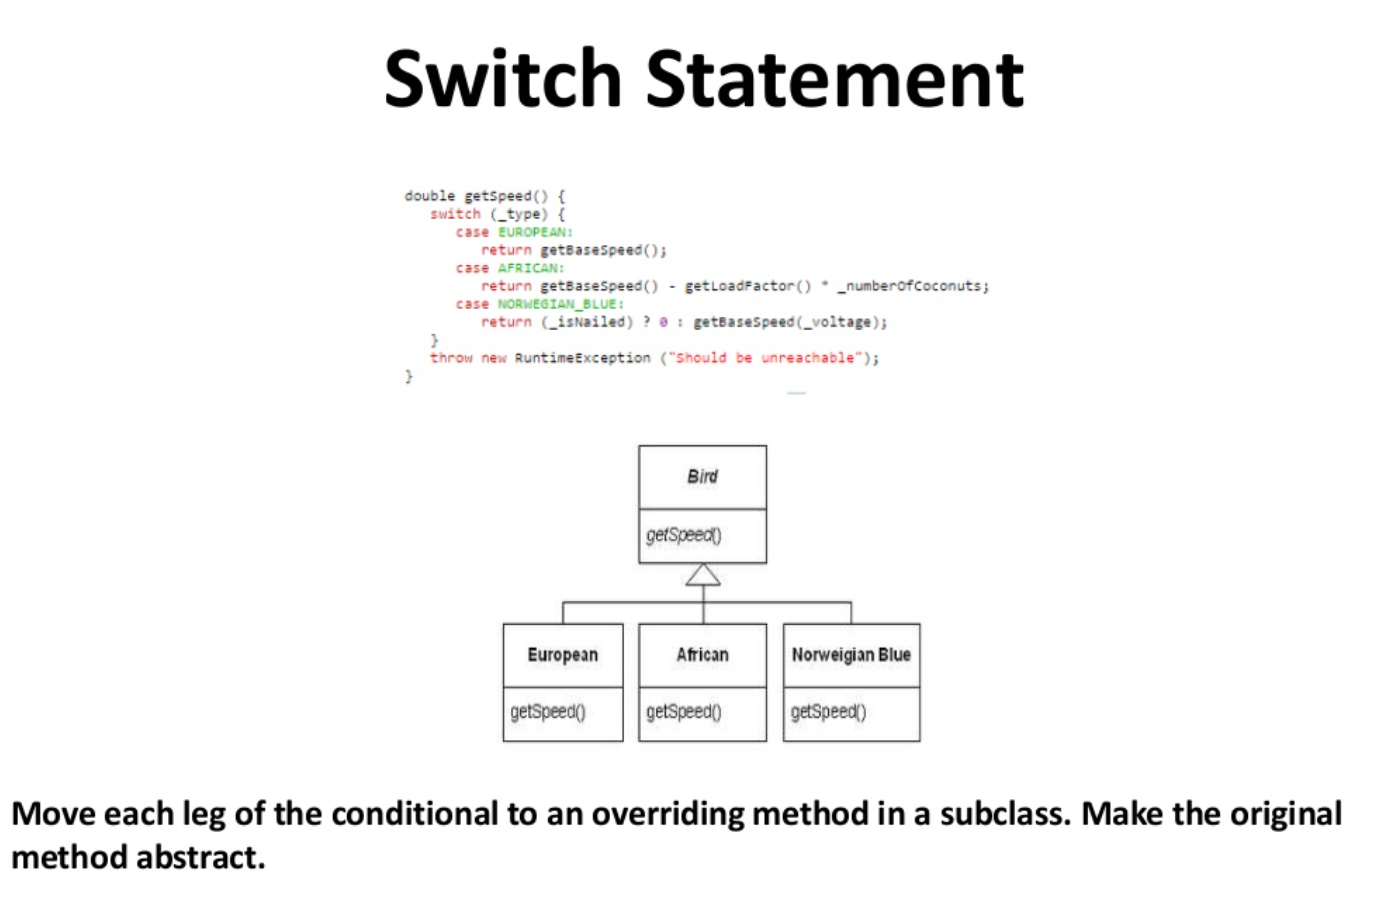 Switch Statement
double getSpeed() {
switch (_type) {
case EUROPEAN:
return getBaseSpeed();
case AFRICAN:
return getBaseSpeed() - getLoadFactor() * _numberOfCoconuts;
case NORWEGIAN_BLUE:
return (_isNailed) ? 0 : getBaseSpeed(_voltage);
}
throw new RuntimeException ("Should be unreachable");
}
Bird
getSpeed()
European
African
Norweigian Blue
getSpeed()
getSpeed()
getSpeed()
Move each leg of the conditional to an overriding method in a subclass. Make the original
method abstract.